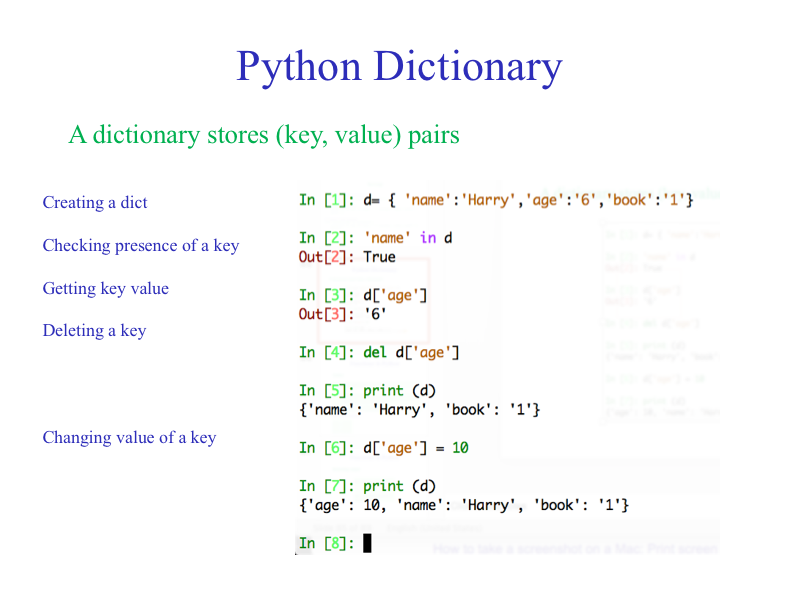 Python Dictionary
A dictionary stores (key, value) pairs
Creating a dict
In [1]: d= { 'name':'Harry','age':'6','book':'1'}
Checking presence of a key
In [2]: 'name' in d
Out[2]: True
Getting key value
In [3]: d['age']
Out[3]: '6'
Deleting a key
In [4]: del d['age']
In [5]: print (d)
{'name': 'Harry', 'book': '1'}
Changing value of a key
In [6]: d['age'] = 10
In [7]: print (d)
{'age': 10, 'name': 'Harry', 'book': '1'}
In [8]:
How to take a screenshot on a Mac. Print screen